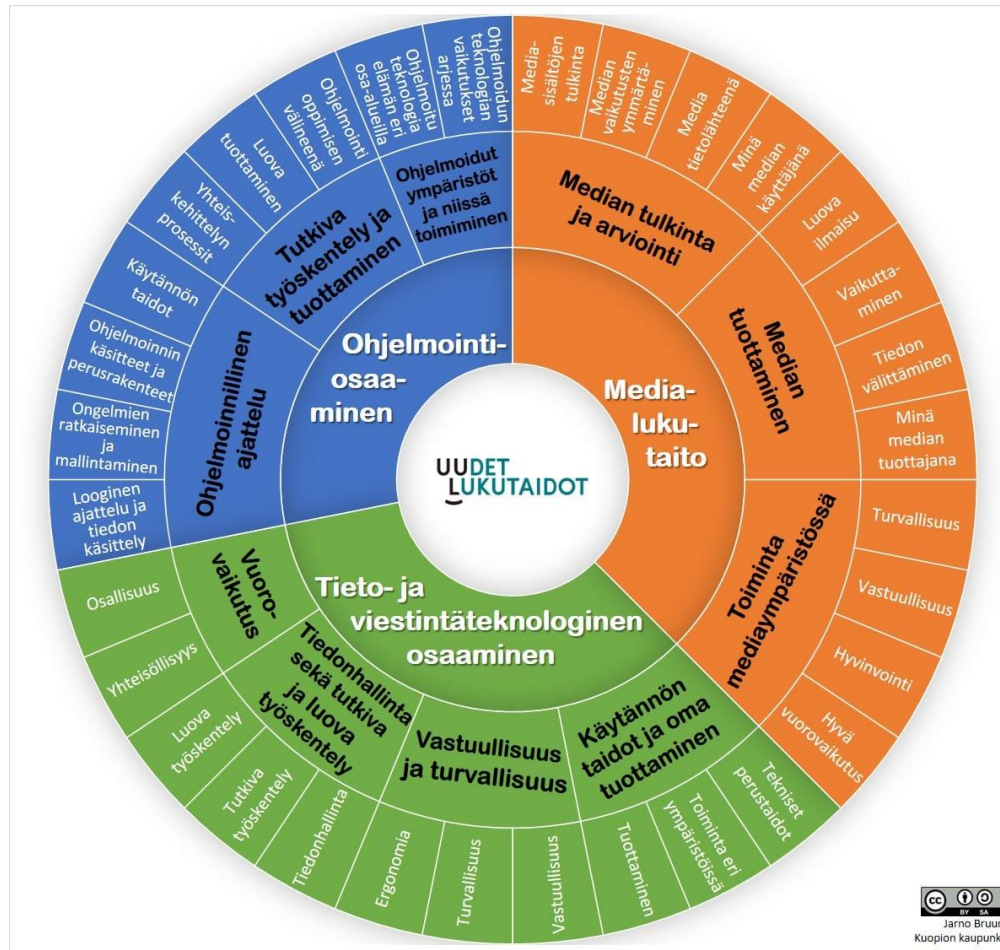 UUDET
LUKUTAIDOT
Media-
luku-
taito
Median tulkinta
ja arviointi
Media-
sisältöjen
tulkinta
Median
vaikutusten
ymmärtä-
minen
Media
tietolähteenä
Minä
median
käyttäjänä
Median
tuottaminen
Luova
ilmaisu
Vaikutta-
minen
Tiedon
välittäminen
Minä
median
tuottajana
Toiminta
mediaympäristössä
Turvallisuus
Vastuullisuus
Hyvinvointi
Hyvä
vuorovaikutus
Tieto- ja
viestintäteknologinen
osaaminen
Käytännön
taidot ja oma
tuottaminen
Tekniset
perustaidot
Toiminta eri
ympäristöissä
Tuottaminen
Vastuullisuus
ja turvallisuus
Vastuullisuus
Turvallisuus
Ergonomia
Tiedonhallinta
sekä tutkiva
ja luova
työskentely
Tiedonhallinta
Tutkiva
työskentely
Luova
työskentely
Vuoro-
vaikutus
Yhteisöllisyys
Osallisuus
Ohjelmointi-
osaa-
minen
Ohjelmoinnillinen
ajattelu
Looginen
ajattelu ja
tiedon
käsittely
Ongelmien
ratkaiseminen
ja
mallintaminen
Ohjelmoinnin
käsitteet ja
perusrakenteet
Käytännön
taidot
Tutkiva
työskentely ja
tuottaminen
Yhteis-
kehittelyn
prosessit
Luova
tuottaminen
Ohjelmointi
oppimisen
välineenä
Ohjelmoidut
ympäristöt
ja niissä
toimiminen
Ohjelmoitu
teknologia
elämän eri
osa-alueilla
Ohjelmoidun
teknologian
vaikutukset
arjessa
cc
BY SA
Jarno Bruun
Kuopion kaupunk